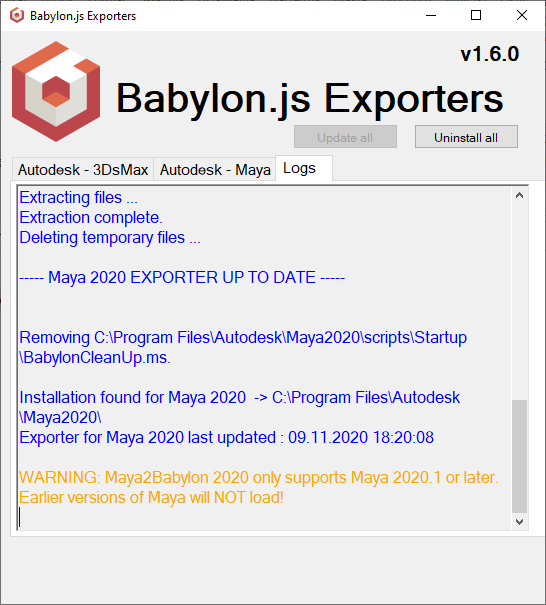 Babylon.js Exporters
v1.6.0
Babylon.js Exporters
Update all
Uninstall all
Autodesk - 3DsMax
Autodesk - Maya
Logs
Extracting files ...
Extraction complete.
Deleting temporary files ...
----- Maya 2020 EXPORTER UP TO DATE -----
Removing C:\Program Files\Autodesk\Maya2020\scripts\Startup
\BabylonCleanUp.ms.
Installation found for Maya 2020  -> C:\Program Files\Autodesk
\Maya2020\
Exporter for Maya 2020 last updated : 09.11.2020 18:20:08
WARNING: Maya2Babylon 2020 only supports Maya 2020.1 or later.
Earlier versions of Maya will NOT load!